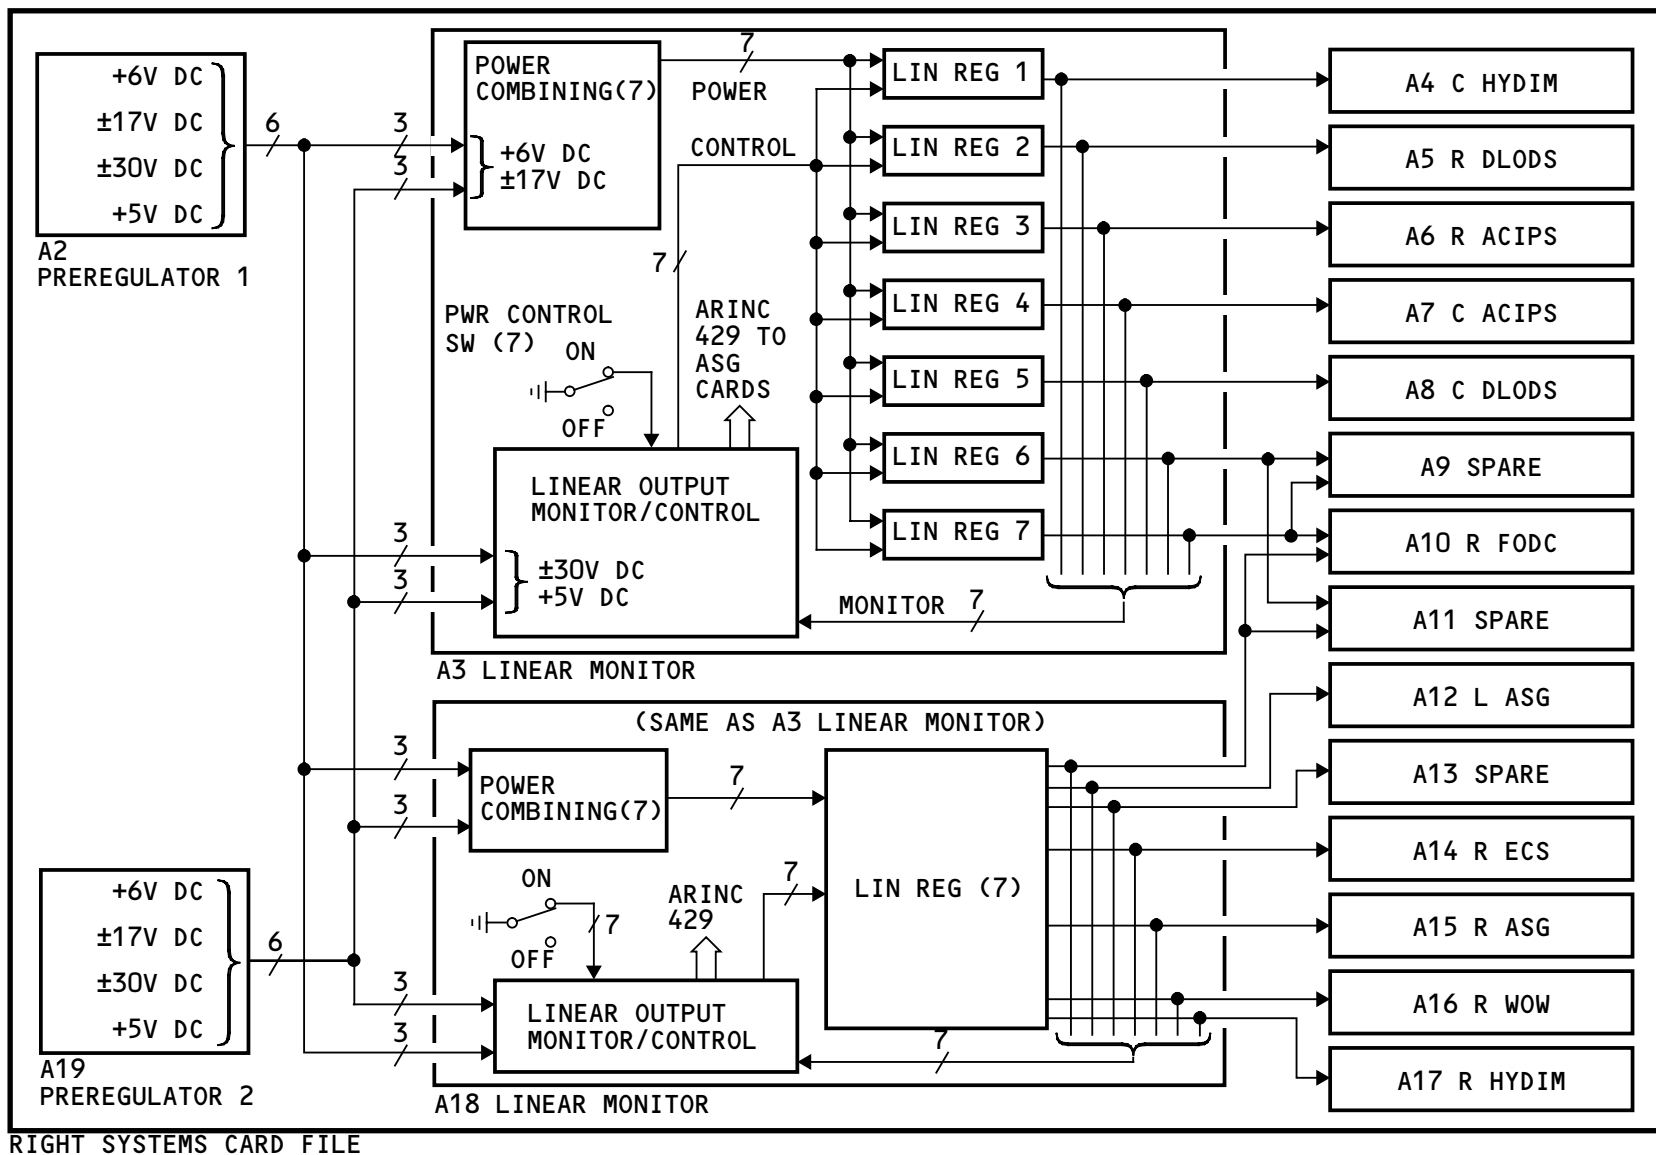 +6V DC
±17V DC
±30V DC
+5V DC
A2
PREREGULATOR 1
6
3
3
POWER
COMBINING(7)
+6V DC
±17V DC
7
POWER
CONTROL
7
PWR CONTROL
SW (7)
ON
OFF
ARINC
429 TO
ASG
CARDS
LINEAR OUTPUT
MONITOR/CONTROL
±30V DC
+5V DC
3
3
LIN REG 1
LIN REG 2
LIN REG 3
LIN REG 4
LIN REG 5
LIN REG 6
LIN REG 7
MONITOR
7
A3 LINEAR MONITOR
A4 C HYDIM
A5 R DLODS
A6 R ACIPS
A7 C ACIPS
A8 C DLODS
A9 SPARE
A10 R FODC
A11 SPARE
A12 L ASG
A13 SPARE
A14 R ECS
A15 R ASG
A16 R WOW
A17 R HYDIM
(SAME AS A3 LINEAR MONITOR)
3
3
POWER
COMBINING(7)
7
ON
OFF
7
ARINC
429
7
LIN REG (7)
LINEAR OUTPUT
MONITOR/CONTROL
3
3
7
A18 LINEAR MONITOR
+6V DC
±17V DC
±30V DC
+5V DC
6
A19
PREREGULATOR 2
RIGHT SYSTEMS CARD FILE